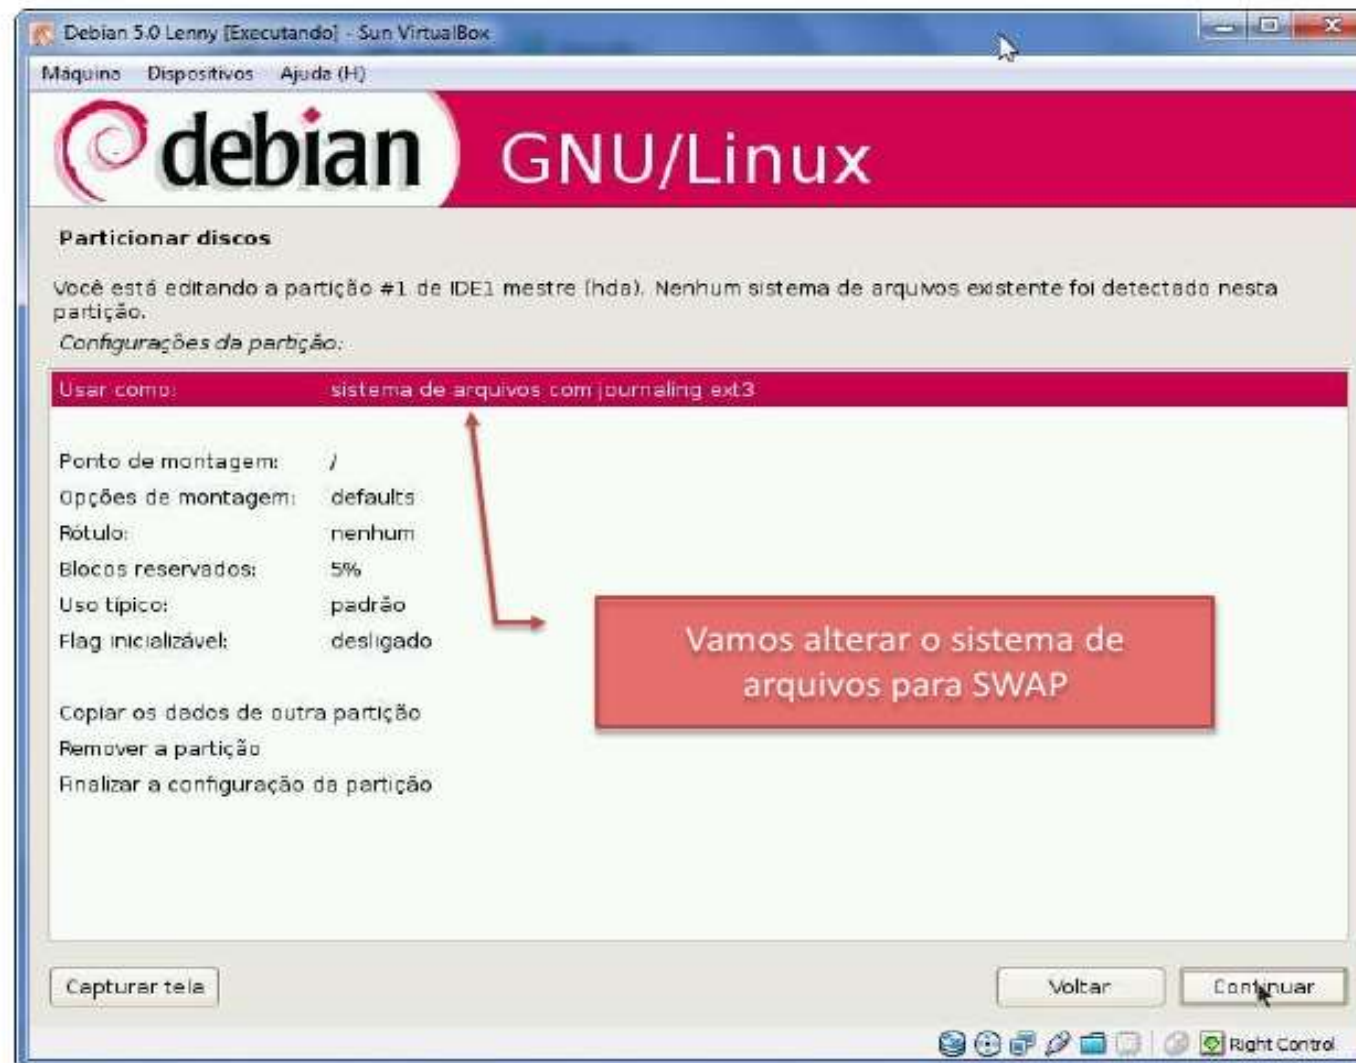 Debian 5.0 Lenny [Executando] - Sun VirtualBox
Máquina Dispositivos Ajuda (H)
debian GNU/Linux
Particionar discos
Você está editando a partição #1 de IDE1 mestre (hda). Nenhum sistema de arquivos existente foi detectado nesta
partição.
Configurações da partição:
Usar como: sistema de arquivos com journaling ext3
Ponto de montagem: /
Opções de montagem: defaults
Rótulo: nenhum
Blocos reservados: 5%
Uso típico: padrão
Flag inicializável: desligado
Vamos alterar o sistema de
arquivos para SWAP
Copiar os dados de outra partição
Remover a partição
Finalizar a configuração da partição
Capturar tela
Voltar
Continuar
Right Control